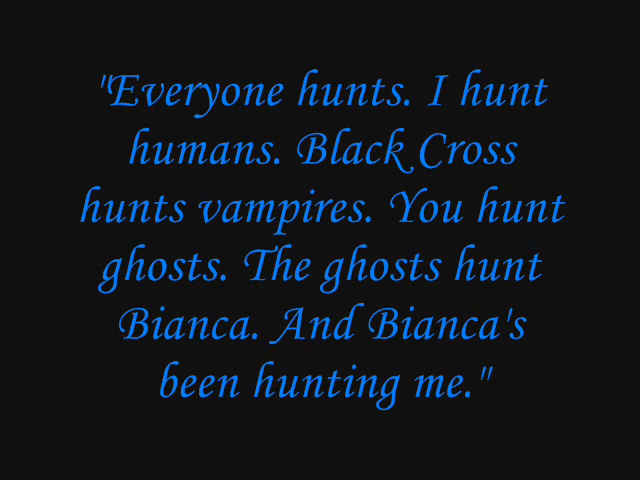 "Everyone hunts. I hunt
humans. Black Cross
hunts vampires. You hunt
ghosts. The ghosts hunt
Bianca. And Bianca's
been hunting me."